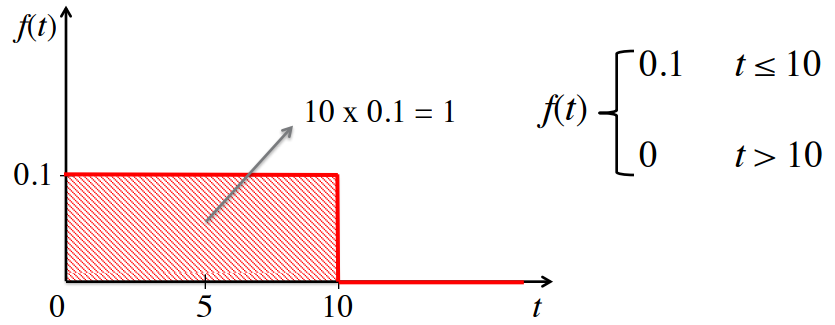 f(t)
10 x 0.1 = 1
0.1
0 5 10 t
f(t)
0.1 t ≤ 10
0 t > 10